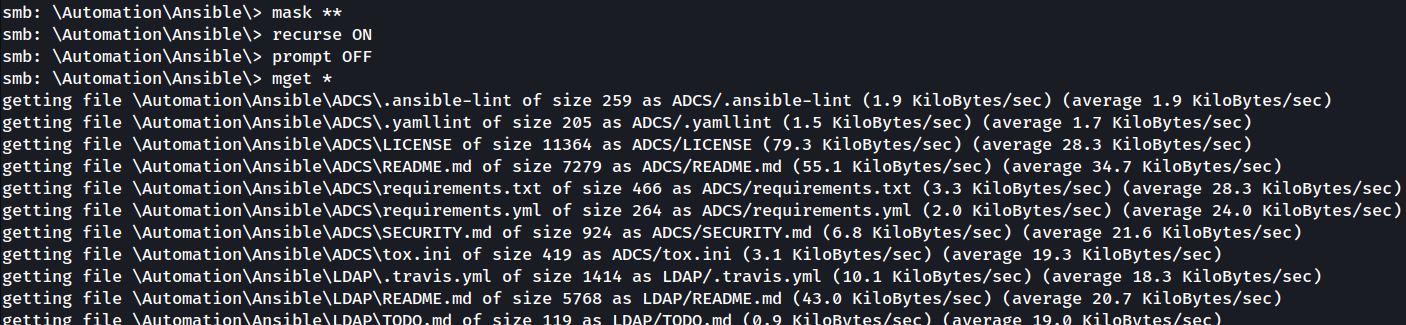 smb: \Automation\Ansible\> mask **
smb: \Automation\Ansible\> recurse ON
smb: \Automation\Ansible\> prompt OFF
smb: \Automation\Ansible\> mget *
getting file \Automation\Ansible\ADCS\.ansible-lint of size 259 as ADCS/.ansible-lint (1.9 KiloBytes/sec) (average 1.9 KiloBytes/sec)
getting file \Automation\Ansible\ADCS\.yamllint of size 205 as ADCS/.yamllint (1.5 KiloBytes/sec) (average 1.7 KiloBytes/sec)
getting file \Automation\Ansible\ADCS\LICENSE of size 11364 as ADCS/LICENSE (79.3 KiloBytes/sec) (average 28.3 KiloBytes/sec)
getting file \Automation\Ansible\ADCS\README.md of size 7279 as ADCS/README.md (55.1 KiloBytes/sec) (average 34.7 KiloBytes/sec)
getting file \Automation\Ansible\ADCS\requirements.txt of size 466 as ADCS/requirements.txt (3.3 KiloBytes/sec) (average 28.3 KiloBytes/sec)
getting file \Automation\Ansible\ADCS\requirements.yml of size 264 as ADCS/requirements.yml (2.0 KiloBytes/sec) (average 24.0 KiloBytes/sec)
getting file \Automation\Ansible\ADCS\SECURITY.md of size 924 as ADCS/SECURITY.md (6.8 KiloBytes/sec) (average 21.6 KiloBytes/sec)
getting file \Automation\Ansible\ADCS\tox.ini of size 419 as ADCS/tox.ini (3.1 KiloBytes/sec) (average 19.3 KiloBytes/sec)
getting file \Automation\Ansible\LDAP\.travis.yml of size 1414 as LDAP/.travis.yml (10.1 KiloBytes/sec) (average 18.3 KiloBytes/sec)
getting file \Automation\Ansible\LDAP\README.md of size 5768 as LDAP/README.md (43.0 KiloBytes/sec) (average 20.7 KiloBytes/sec)
getting file \Automation\Ansible\LDAP\TODO.md of size 119 as LDAP/TODO.md (0.9 KiloBytes/sec) (average 19.0 KiloBytes/sec)